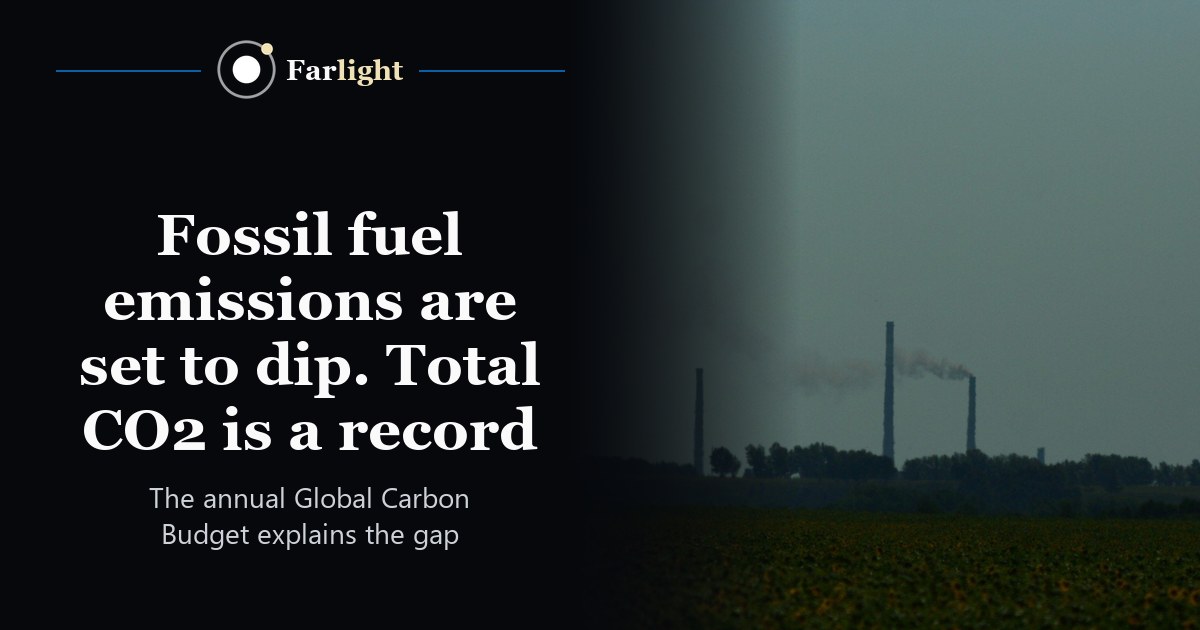 Farlight
Fossil fuel
emissions are
set to dip. Total
CO2 is a record
The annual Global Carbon
Budget explains the gap